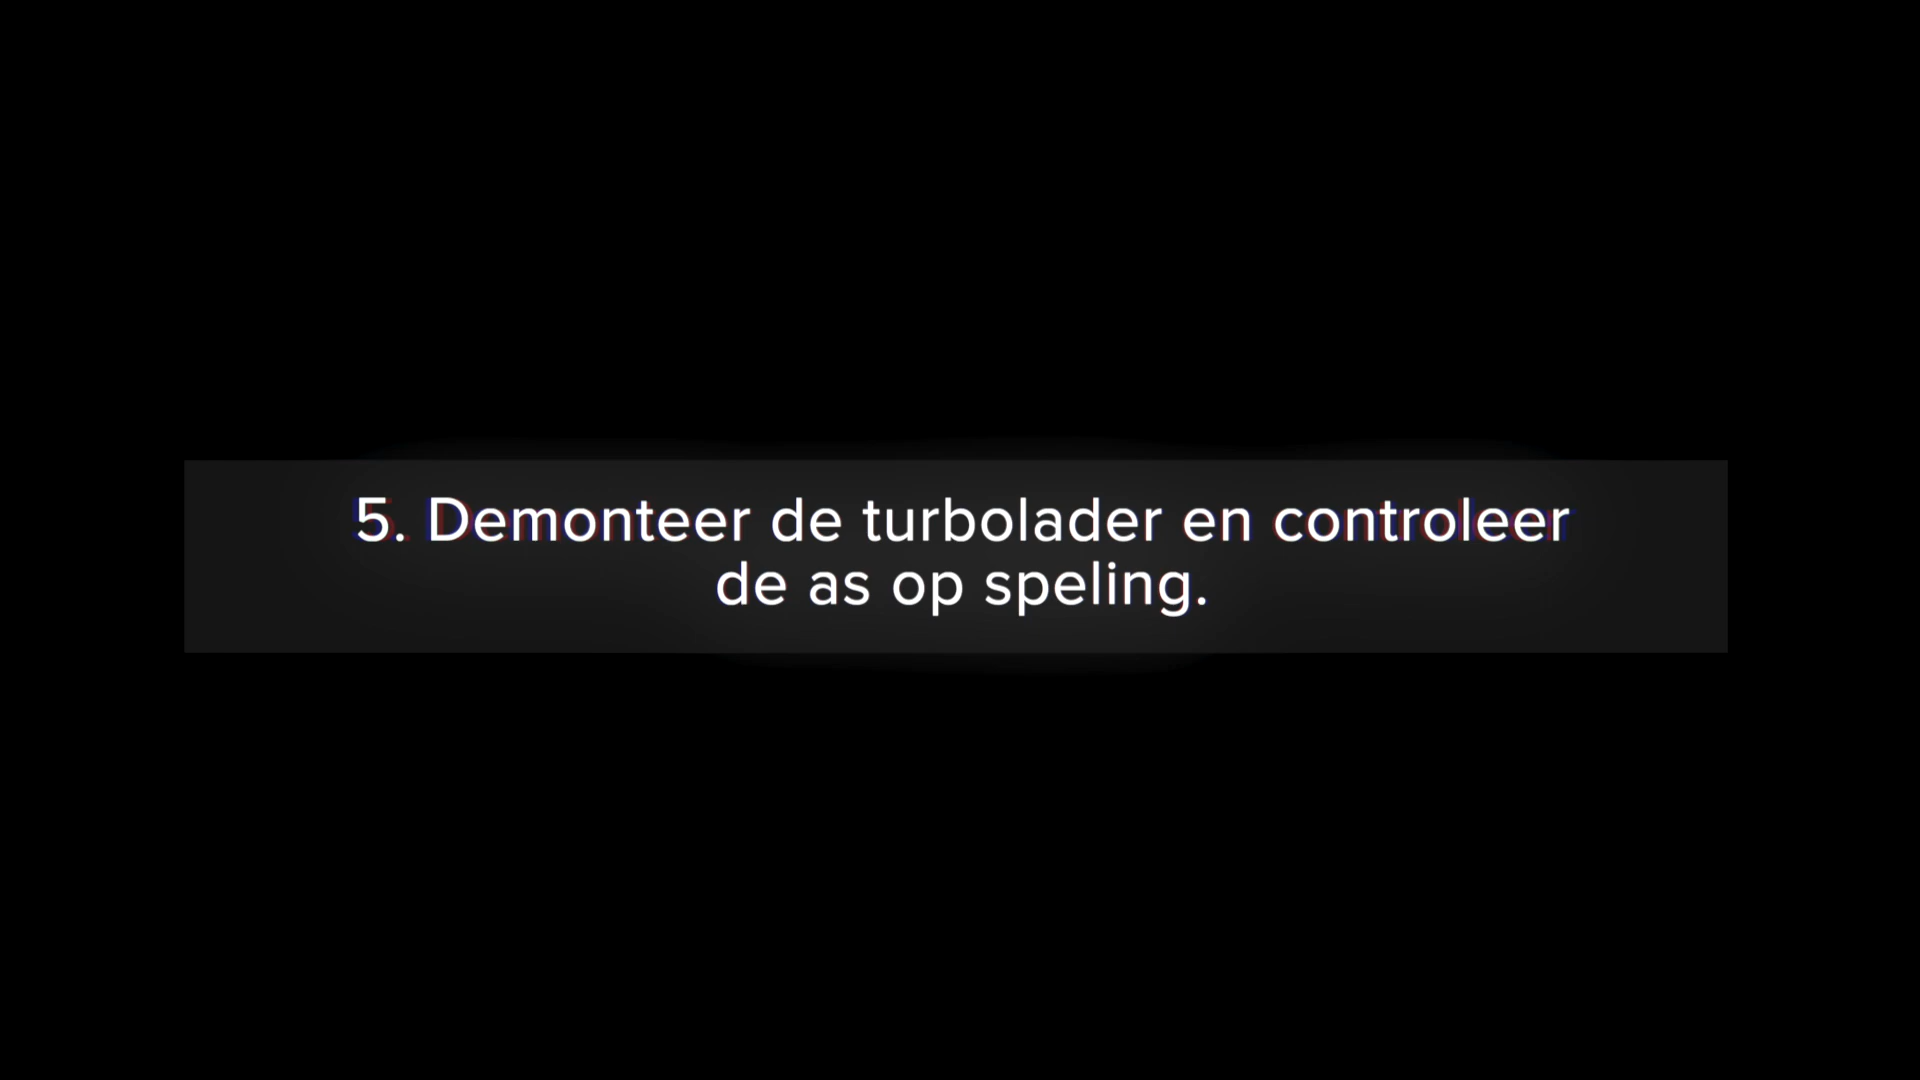 5. Demonteer de turbolader en controleer
de as op speling.